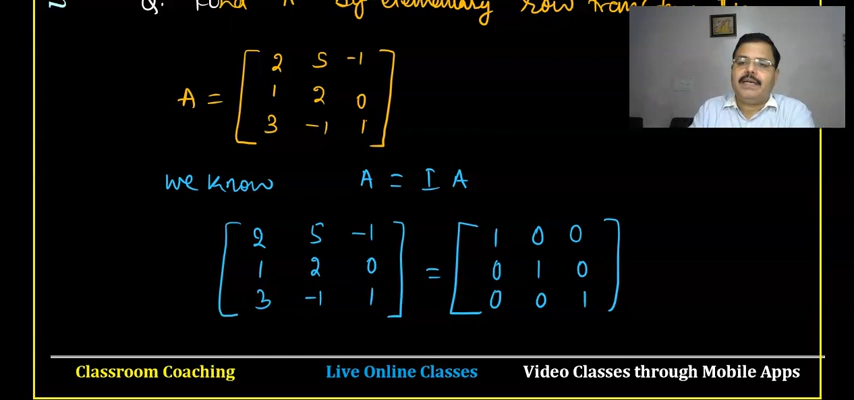 Q. Find A by elementary row
A = [ 2 5 -1
1 2 0
3 -1 1 ]
we know A = I A
[ 2 5 -1
1 2 0
3 -1 1 ] = [ 1 0 0
0 1 0
0 0 1 ]
Classroom Coaching Live Online Classes Video Classes through Mobile Apps